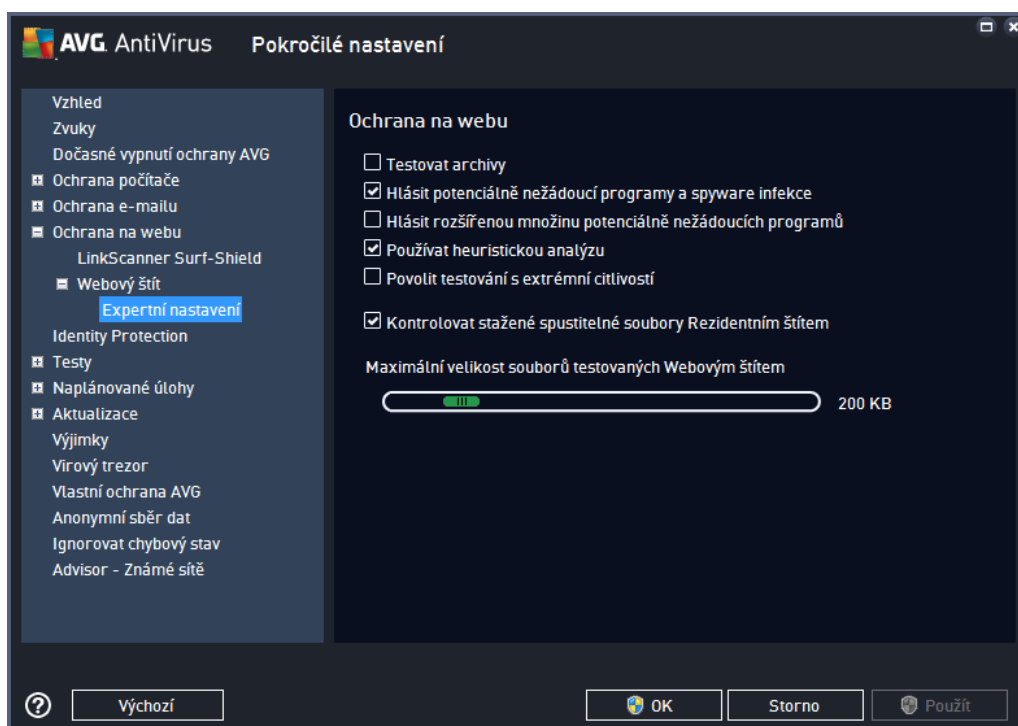 AVG. AntiVirus Pokročilé nastavení
Vzhled
Zvuky
Dočasné vypnutí ochrany AVG
Ochrana počítače
Ochrana e-mailu
Ochrana na webu
LinkScanner Surf-Shield
Webový štít
Expertní nastavení
Identity Protection
Testy
Naplánované úlohy
Aktualizace
Výjimky
Virový trezor
Vlastní ochrana AVG
Anonymní sběr dat
Ignorovat chybový stav
Advisor - Známé sítě
Ochrana na webu
Testovat archivy
Hlásit potenciálně nežádoucí programy a spyware infekce
Hlásit rozšířenou množinu potenciálně nežádoucích programů
Používat heuristickou analýzu
Povolit testování s extrémní citlivostí
Kontrolovat stažené spustitelné soubory Rezidentním štítem
Maximální velikost souborů testovaných Webovým štítem
200 KB
? Výchozí OK Storno Použít